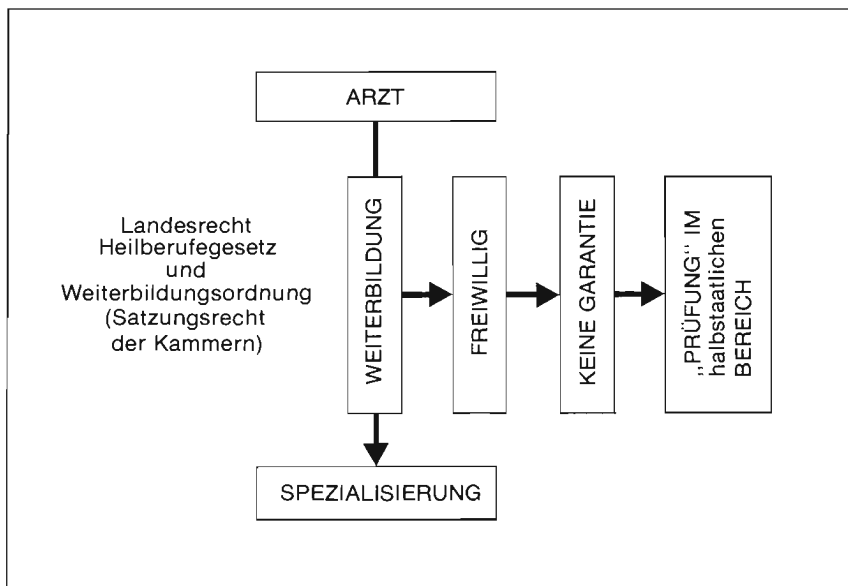 ARZT
Landesrecht
Heilberufegesetz
und
Weiterbildungsordnung
(Satzungsrecht
der Kammern)
WEITERBILDUNG
FREIWILLIG
KEINE GARANTIE
„PRÜFUNG“ IM
halbstaatlichen
BEREICH
SPEZIALISIERUNG